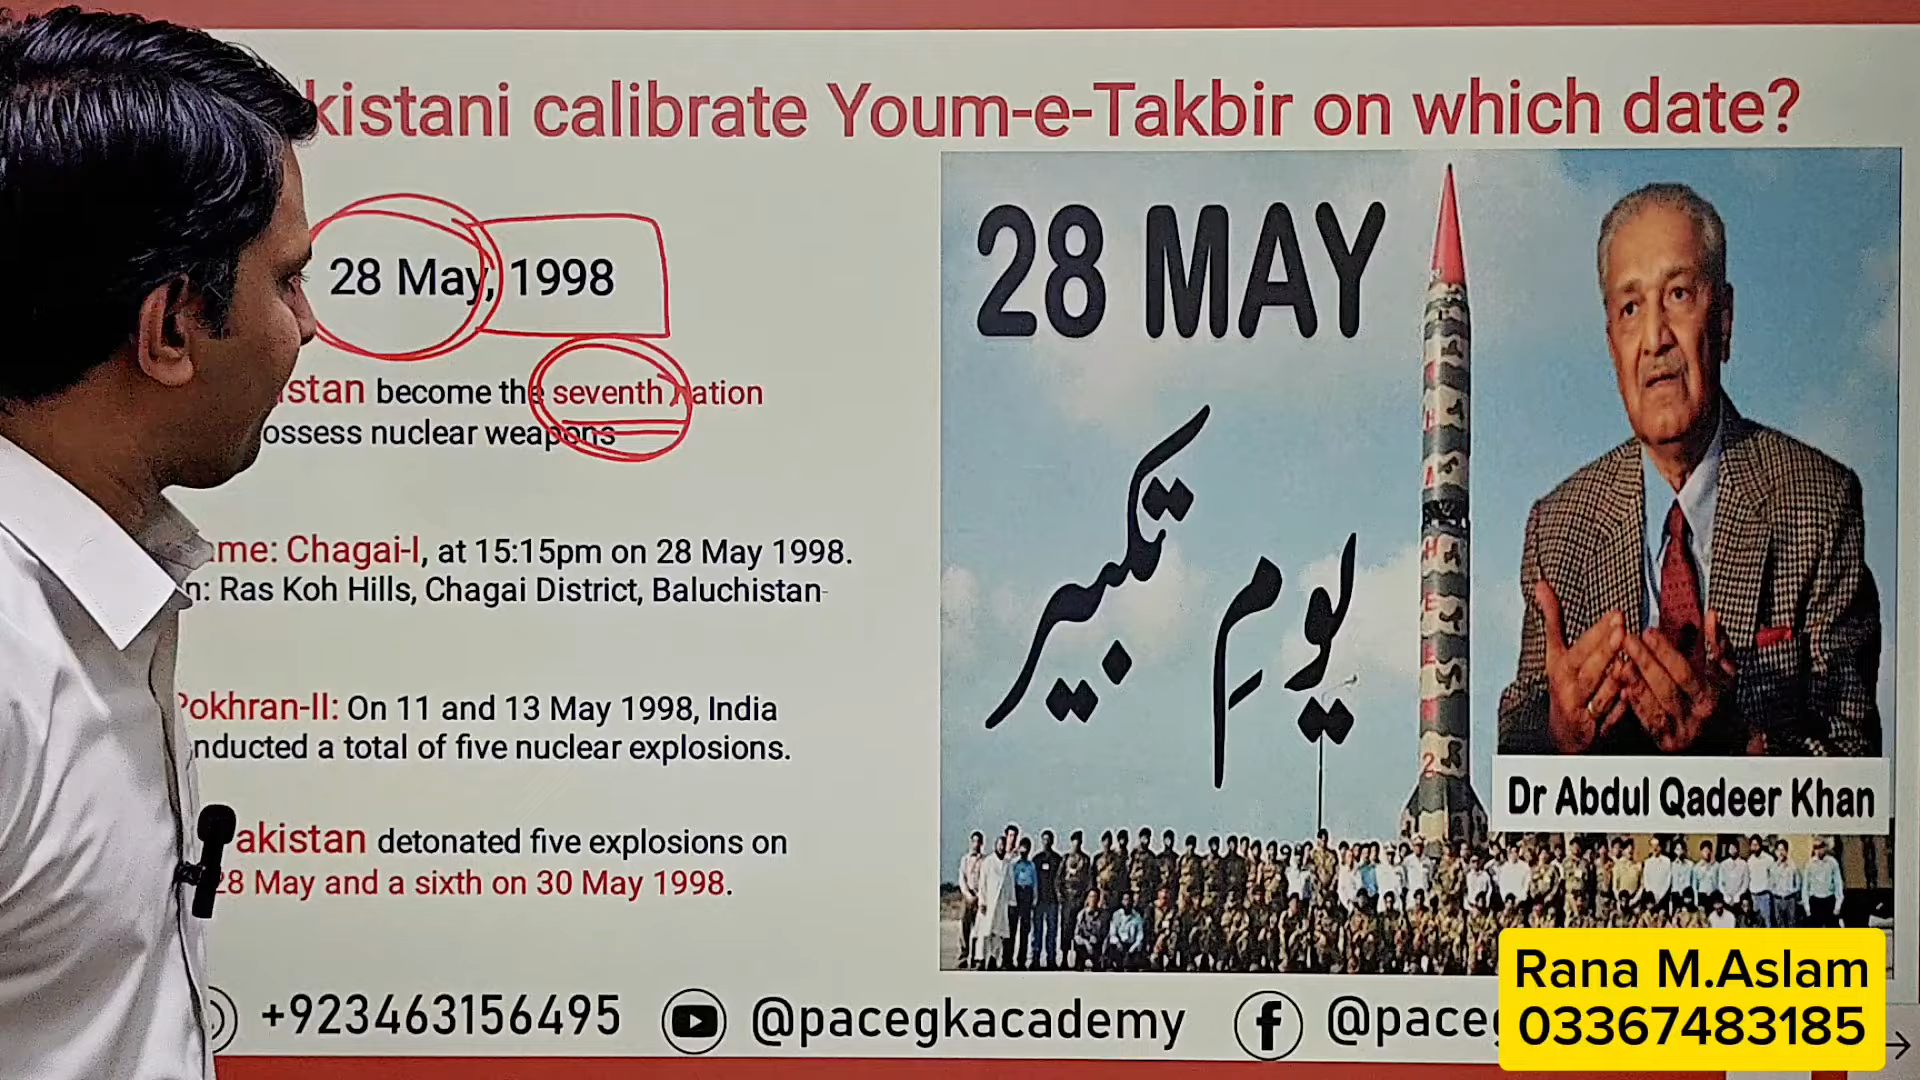 kistani calibrate Youm-e-Takbir on which date?
28 May, 1998
istan become the seventh nation
ossess nuclear weapons
ame: Chagai-I, at 15:15pm on 28 May 1998.
n: Ras Koh Hills, Chagai District, Baluchistan
Pokhran-II: On 11 and 13 May 1998, India
nducted a total of five nuclear explosions.
akistan detonated five explosions on
28 May and a sixth on 30 May 1998.
28 MAY
یومِ تکبیر
Dr Abdul Qadeer Khan
+923463156495 @pacegkacademy @paceg
Rana M.Aslam
03367483185